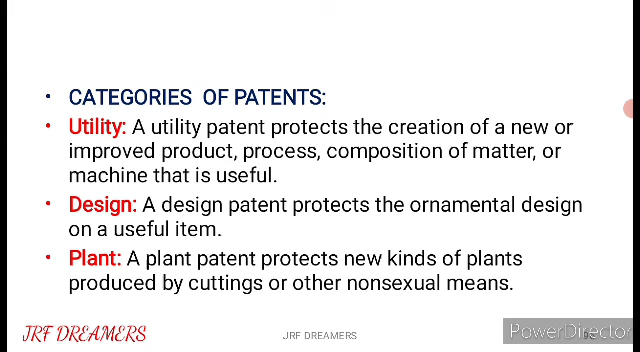 • CATEGORIES OF PATENTS:
• Utility: A utility patent protects the creation of a new or
improved product, process, composition of matter, or
machine that is useful.
• Design: A design patent protects the ornamental design
on a useful item.
• Plant: A plant patent protects new kinds of plants
produced by cuttings or other nonsexual means.
JRF DREAMERS
JRF DREAMERS
PowerDirector